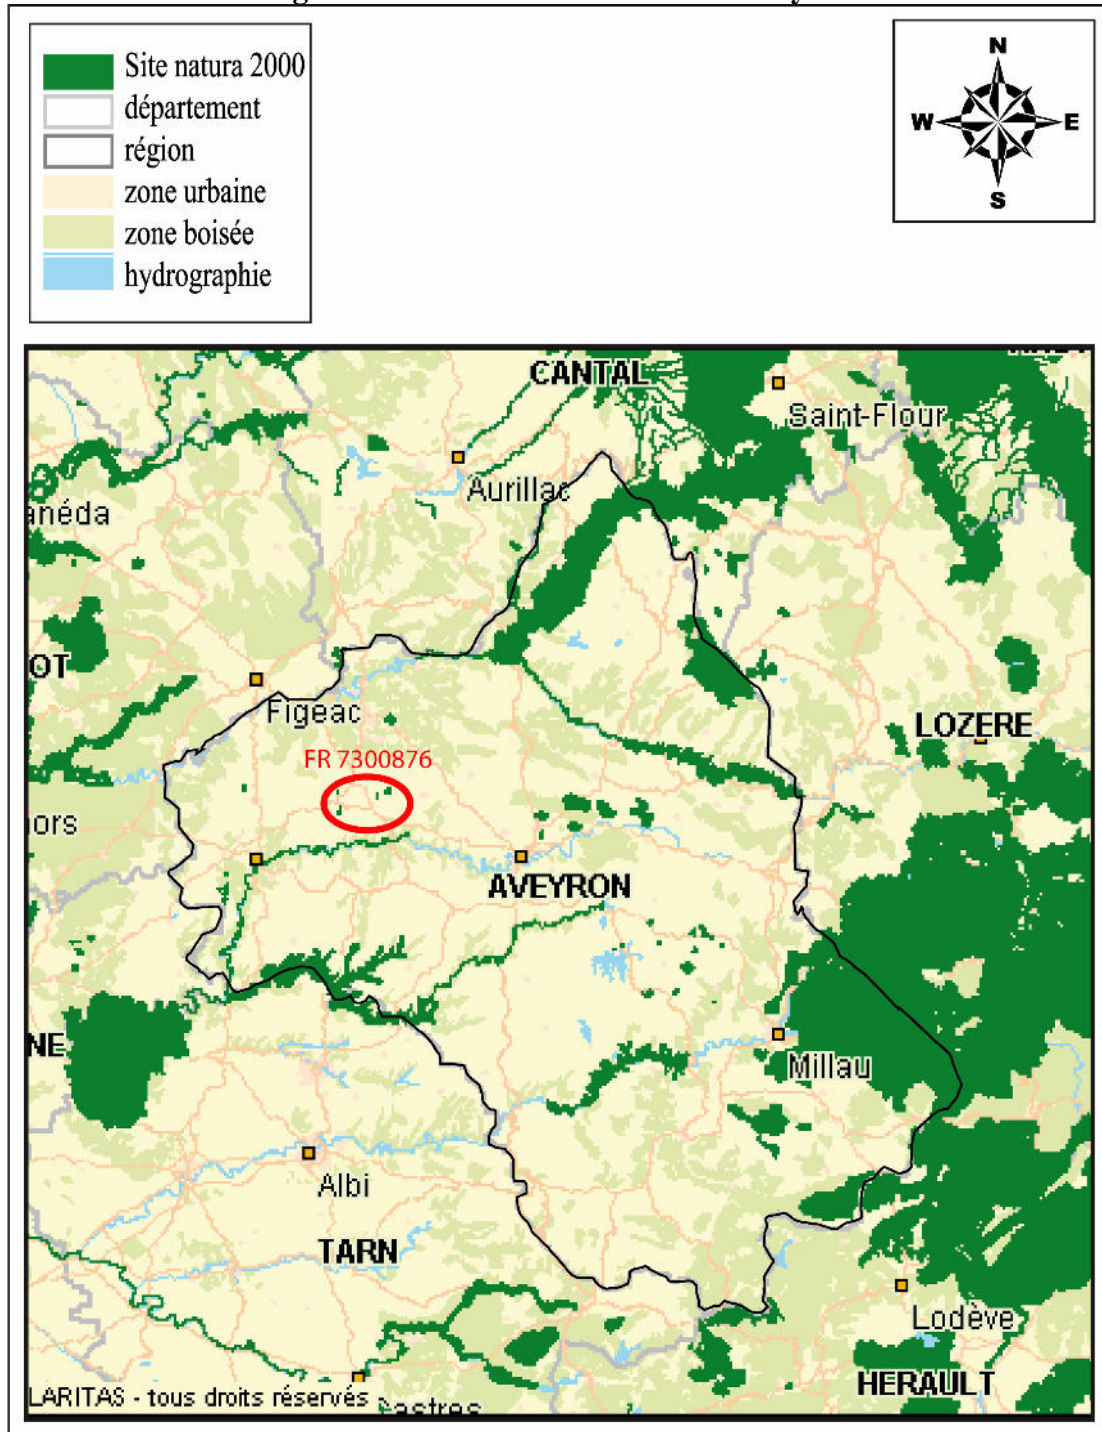 Site natura 2000
département
région
zone urbaine
zone boisée
hydrographie
N
W
E
S
CANTAL
Saint-Flour
Aurillac
anéda
OT
Figeac
LOZERE
FR 7300876
ors
AVEYRON
NE
Millau
Albi
TARN
Lodève
HERAULT
LARITAS - tous droits réservés
Castres